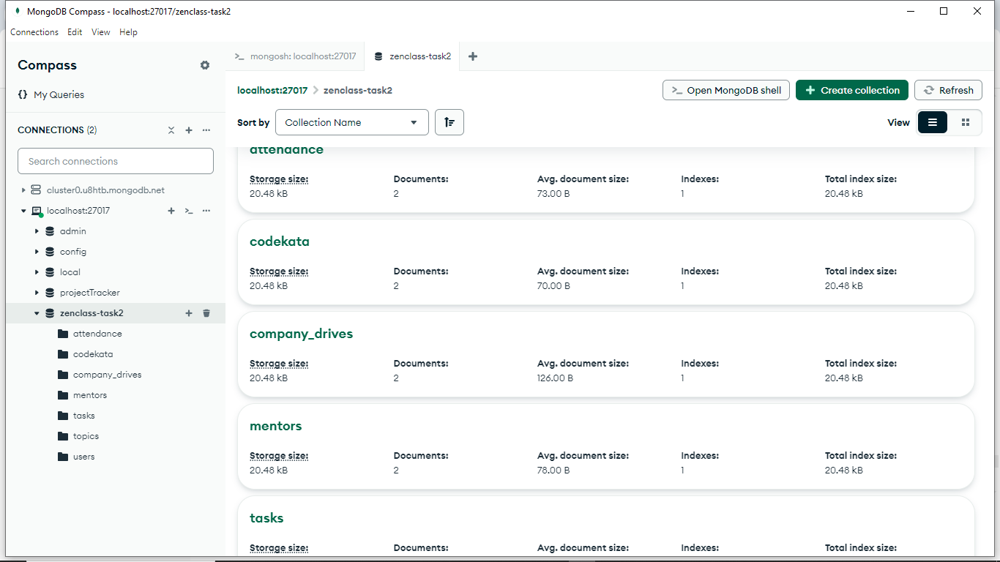 MongoDB Compass - localhost:27017/zenclass-task2
Connections Edit View Help
Compass
{} My Queries
CONNECTIONS (2)
Search connections
cluster0.u8htb.mongodb.net
localhost:27017
admin
config
local
projectTracker
zenclass-task2
attendance
codekata
company_drives
mentors
tasks
topics
users
>_ mongosh: localhost:27017
zenclass-task2
localhost:27017 > zenclass-task2
>_ Open MongoDB shell
+ Create collection
Refresh
Sort by Collection Name
View
attendance
Storage size: Documents: Avg. document size: Indexes: Total index size:
20.48 kB 2 73.00 B 1 20.48 kB
codekata
Storage size: Documents: Avg. document size: Indexes: Total index size:
20.48 kB 2 70.00 B 1 20.48 kB
company_drives
Storage size: Documents: Avg. document size: Indexes: Total index size:
20.48 kB 2 126.00 B 1 20.48 kB
mentors
Storage size: Documents: Avg. document size: Indexes: Total index size:
20.48 kB 2 78.00 B 1 20.48 kB
tasks
Storage size: Documents: Avg. document size: Indexes: Total index size: